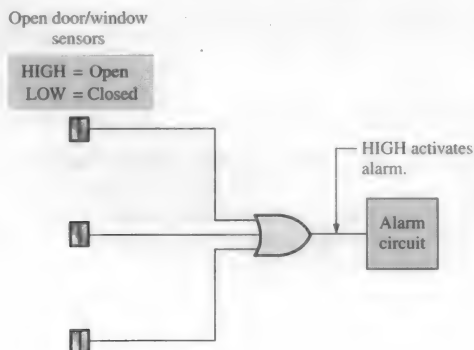 Open door/window
sensors
HIGH = Open
LOW = Closed
HIGH activates
alarm.
Alarm
circuit